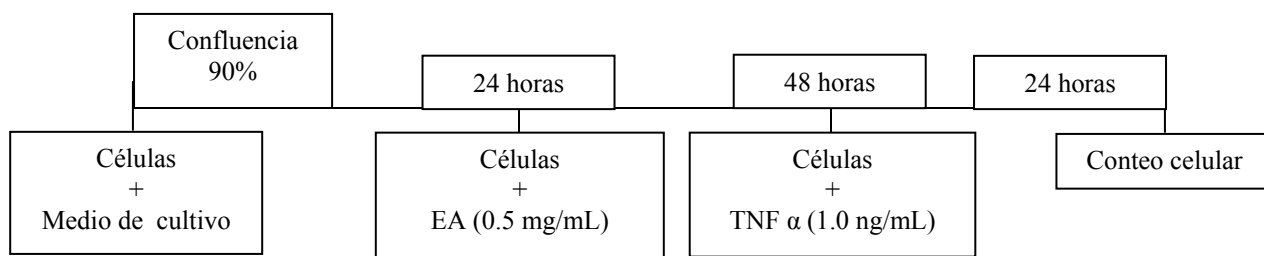 Confluencia
90%
24 horas
48 horas
24 horas
Células
+
Medio de cultivo
Células
+
EA (0.5 mg/mL)
Células
+
TNF α (1.0 ng/mL)
Conteo celular